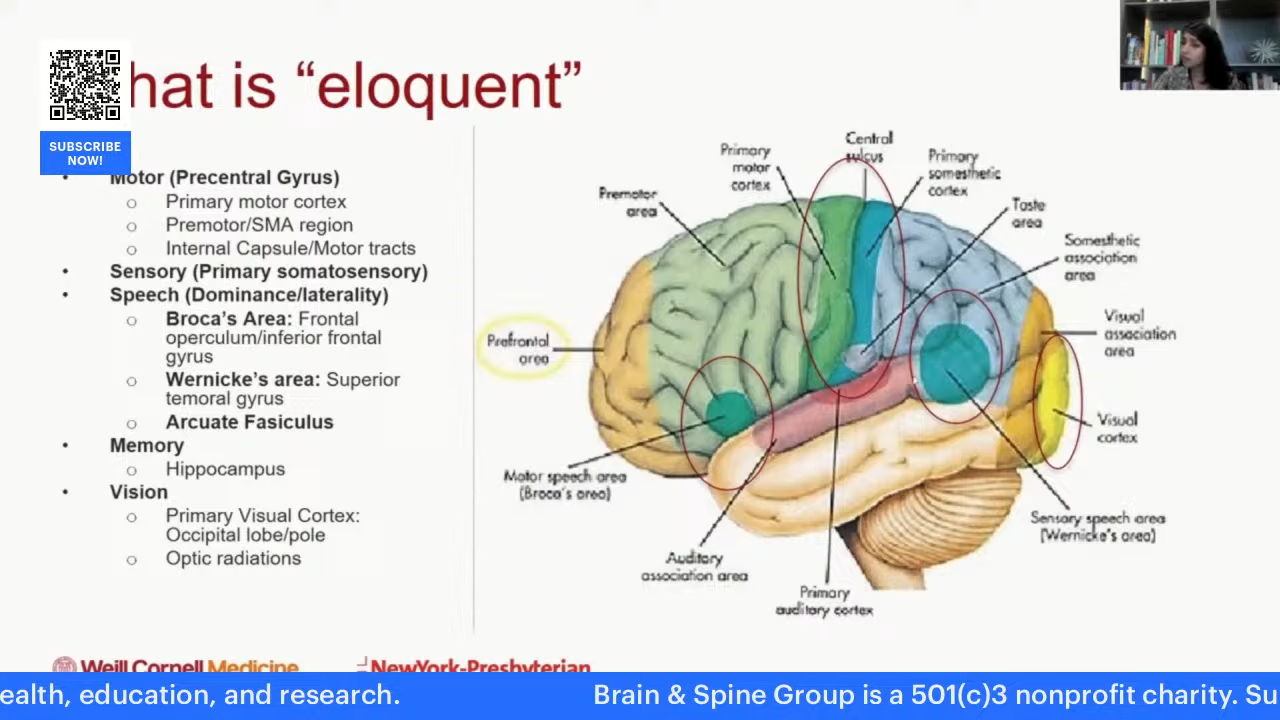 hat is “eloquent”
SUBSCRIBE
NOW!
• Motor (Precentral Gyrus)
o Primary motor cortex
o Premotor/SMA region
o Internal Capsule/Motor tracts
• Sensory (Primary somatosensory)
• Speech (Dominance/laterality)
o Broca’s Area: Frontal
operculum/inferior frontal
gyrus
o Wernicke’s area: Superior
temoral gyrus
o Arcuate Fasiculus
• Memory
o Hippocampus
• Vision
o Primary Visual Cortex:
Occipital lobe/pole
o Optic radiations
Central
sulcus
Primary
motor
cortex
Primary
somesthetic
cortex
Premotor
area
Taste
area
Somesthetic
association
area
Prefrontal
area
Visual
association
area
Visual
cortex
Motor speech area
(Broca's area)
Sensory speech area
(Wernicke's area)
Auditory
association area
Primary
auditory cortex
Weill Cornell Medicine
NewYork-Presbyterian
ealth, education, and research.
Brain & Spine Group is a 501(c)3 nonprofit charity. Su